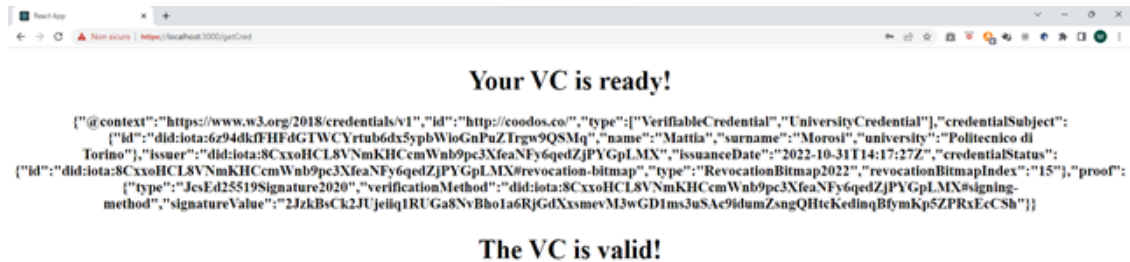 React App
Non sicuro | https://localhost:3000/getCred
Your VC is ready!
{"@context":"https://www.w3.org/2018/credentials/v1","id":"http://coodos.co/","type":["VerifiableCredential","UniversityCredential"],"credentialSubject":
{"id":"did:iota:6z94dkfFHFdGTWCYrtub6dx5ypbWioGnPuZTrgw9QSMq","name":"Mattia","surname":"Morosi","university":"Politecnico di
Torino"},"issuer":"did:iota:8CxxoHCL8VNmKHCcmWnb9pc3XfeaNFy6qedZjPYGpLMX","issuanceDate":"2022-10-31T14:17:27Z","credentialStatus":
{"id":"did:iota:8CxxoHCL8VNmKHCcmWnb9pc3XfeaNFy6qedZjPYGpLMX#revocation-bitmap","type":"RevocationBitmap2022","revocationBitmapIndex":"15"},"proof":
{"type":"JcsEd25519Signature2020","verificationMethod":"did:iota:8CxxoHCL8VNmKHCcmWnb9pc3XfeaNFy6qedZjPYGpLMX#signing-
method","signatureValue":"2JzkBsCk2JUjeiiq1RUGa8NvBho1a6RjGdXxsmevM3wGD1ms3uSAc9idumZsngQHtcKedinqBfymKp5ZPRxEcCSh"}}
The VC is valid!